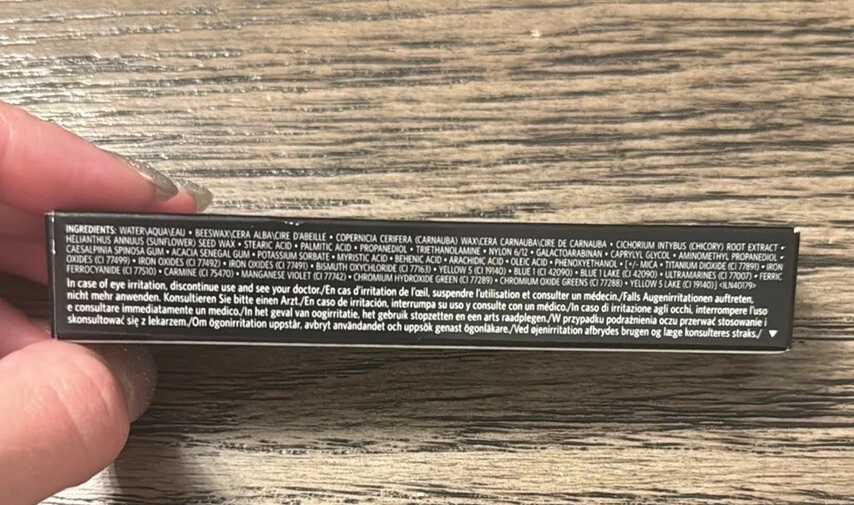 INGREDIENTS: WATER\AQUA\EAU • BEESWAX\CERA ALBA\CIRE D'ABEILLE • COPERNICIA CERIFERA (CARNAUBA) WAX\CERA CARNAUBA\CIRE DE CARNAUBA • CICHORIUM INTYBUS (CHICORY) ROOT EXTRACT •
HELIANTHUS ANNUUS (SUNFLOWER) SEED WAX • STEARIC ACID • PALMITIC ACID • PROPANEDIOL • TRIETHANOLAMINE • NYLON 6/12 • GALACTOARABINAN • CAPRYLYL GLYCOL • AMINOMETHYL PROPANEDIOL •
CAESALPINIA SPINOSA GUM • ACACIA SENEGAL GUM • POTASSIUM SORBATE • MYRISTIC ACID • BEHENIC ACID • ARACHIDIC ACID • OLEIC ACID • PHENOXYETHANOL • [+/- MICA • TITANIUM DIOXIDE (CI 77891) • IRON
OXIDES (CI 77499) • IRON OXIDES (CI 77492) • IRON OXIDES (CI 77491) • BISMUTH OXYCHLORIDE (CI 77163) • YELLOW 5 (CI 19140) • BLUE 1 (CI 42090) • BLUE 1 LAKE (CI 42090) • ULTRAMARINES (CI 77007) • FERRIC
FERROCYANIDE (CI 77510) • CARMINE (CI 75470) • MANGANESE VIOLET (CI 77742) • CHROMIUM HYDROXIDE GREEN (CI 77289) • CHROMIUM OXIDE GREENS (CI 77288) • YELLOW 5 LAKE (CI 19140)] <ILN40179>
In case of eye irritation, discontinue use and see your doctor./En cas d'irritation de l'œil, suspendre l'utilisation et consulter un médecin./Falls Augenirritationen auftreten,
nicht mehr anwenden. Konsultieren Sie bitte einen Arzt./En caso de irritación, interrumpa su uso y consulte con un médico./In caso di irritazione agli occhi, interrompere l'uso
e consultare immediatamente un medico./In het geval van oogirritatie, het gebruik stopzetten en een arts raadplegen./W przypadku podrażnienia oczu przerwać stosowanie i
skonsultować się z lekarzem./Om ögonirritation uppstår, avbryt användandet och uppsök genast ögonläkare./Ved øjenirritation afbrydes brugen og læge konsulteres straks./ ▼